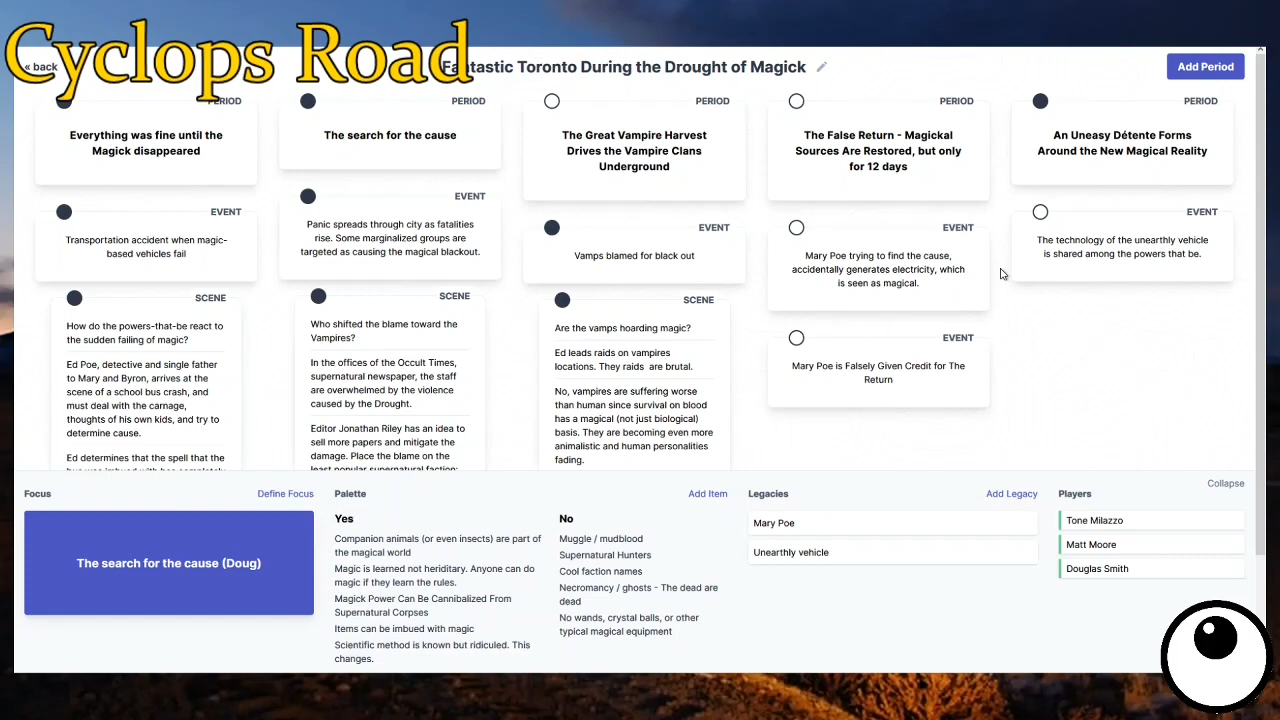 Cyclops Road
« back
Fantastic Toronto During the Drought of Magick
Add Period
PERIOD
Everything was fine until the
Magick disappeared
EVENT
Transportation accident when magic-
based vehicles fail
SCENE
How do the powers-that-be react to
the sudden failing of magic?
Ed Poe, detective and single father
to Mary and Byron, arrives at the
scene of a school bus crash, and
must deal with the carnage,
thoughts of his own kids, and try to
determine cause.
Ed determines that the spell that the
bus was imbued with has completely
PERIOD
The search for the cause
EVENT
Panic spreads through city as fatalities
rise. Some marginalized groups are
targeted as causing the magical blackout.
SCENE
Who shifted the blame toward the
Vampires?
In the offices of the Occult Times,
supernatural newspaper, the staff
are overwhelmed by the violence
caused by the Drought.
Editor Jonathan Riley has an idea to
sell more papers and mitigate the
damage. Place the blame on the
least popular supernatural faction:
PERIOD
The Great Vampire Harvest
Drives the Vampire Clans
Underground
EVENT
Vamps blamed for black out
SCENE
Are the vamps hoarding magic?
Ed leads raids on vampires
locations. They raids are brutal.
No, vampires are suffering worse
than human since survival on blood
has a magical (not just biological)
basis. They are becoming even more
animalistic and human personalities
fading.
PERIOD
The False Return - Magickal
Sources Are Restored, but only
for 12 days
EVENT
Mary Poe trying to find the cause,
accidentally generates electricity, which
is seen as magical.
EVENT
Mary Poe is Falsely Given Credit for The
Return
PERIOD
An Uneasy Détente Forms
Around the New Magical Reality
EVENT
The technology of the unearthly vehicle
is shared among the powers that be.
Collapse
Focus
Define Focus
The search for the cause (Doug)
Palette
Add Item
Yes
Companion animals (or even insects) are part of
the magical world
Magic is learned not heriditary. Anyone can do
magic if they learn the rules.
Magick Power Can Be Cannibalized From
Supernatural Corpses
Items can be imbued with magic
Scientific method is known but ridiculed. This
changes.
No
Muggle / mudblood
Supernatural Hunters
Cool faction names
Necromancy / ghosts - The dead are
dead
No wands, crystal balls, or other
typical magical equipment
Legacies
Add Legacy
Mary Poe
Unearthly vehicle
Players
Tone Milazzo
Matt Moore
Douglas Smith